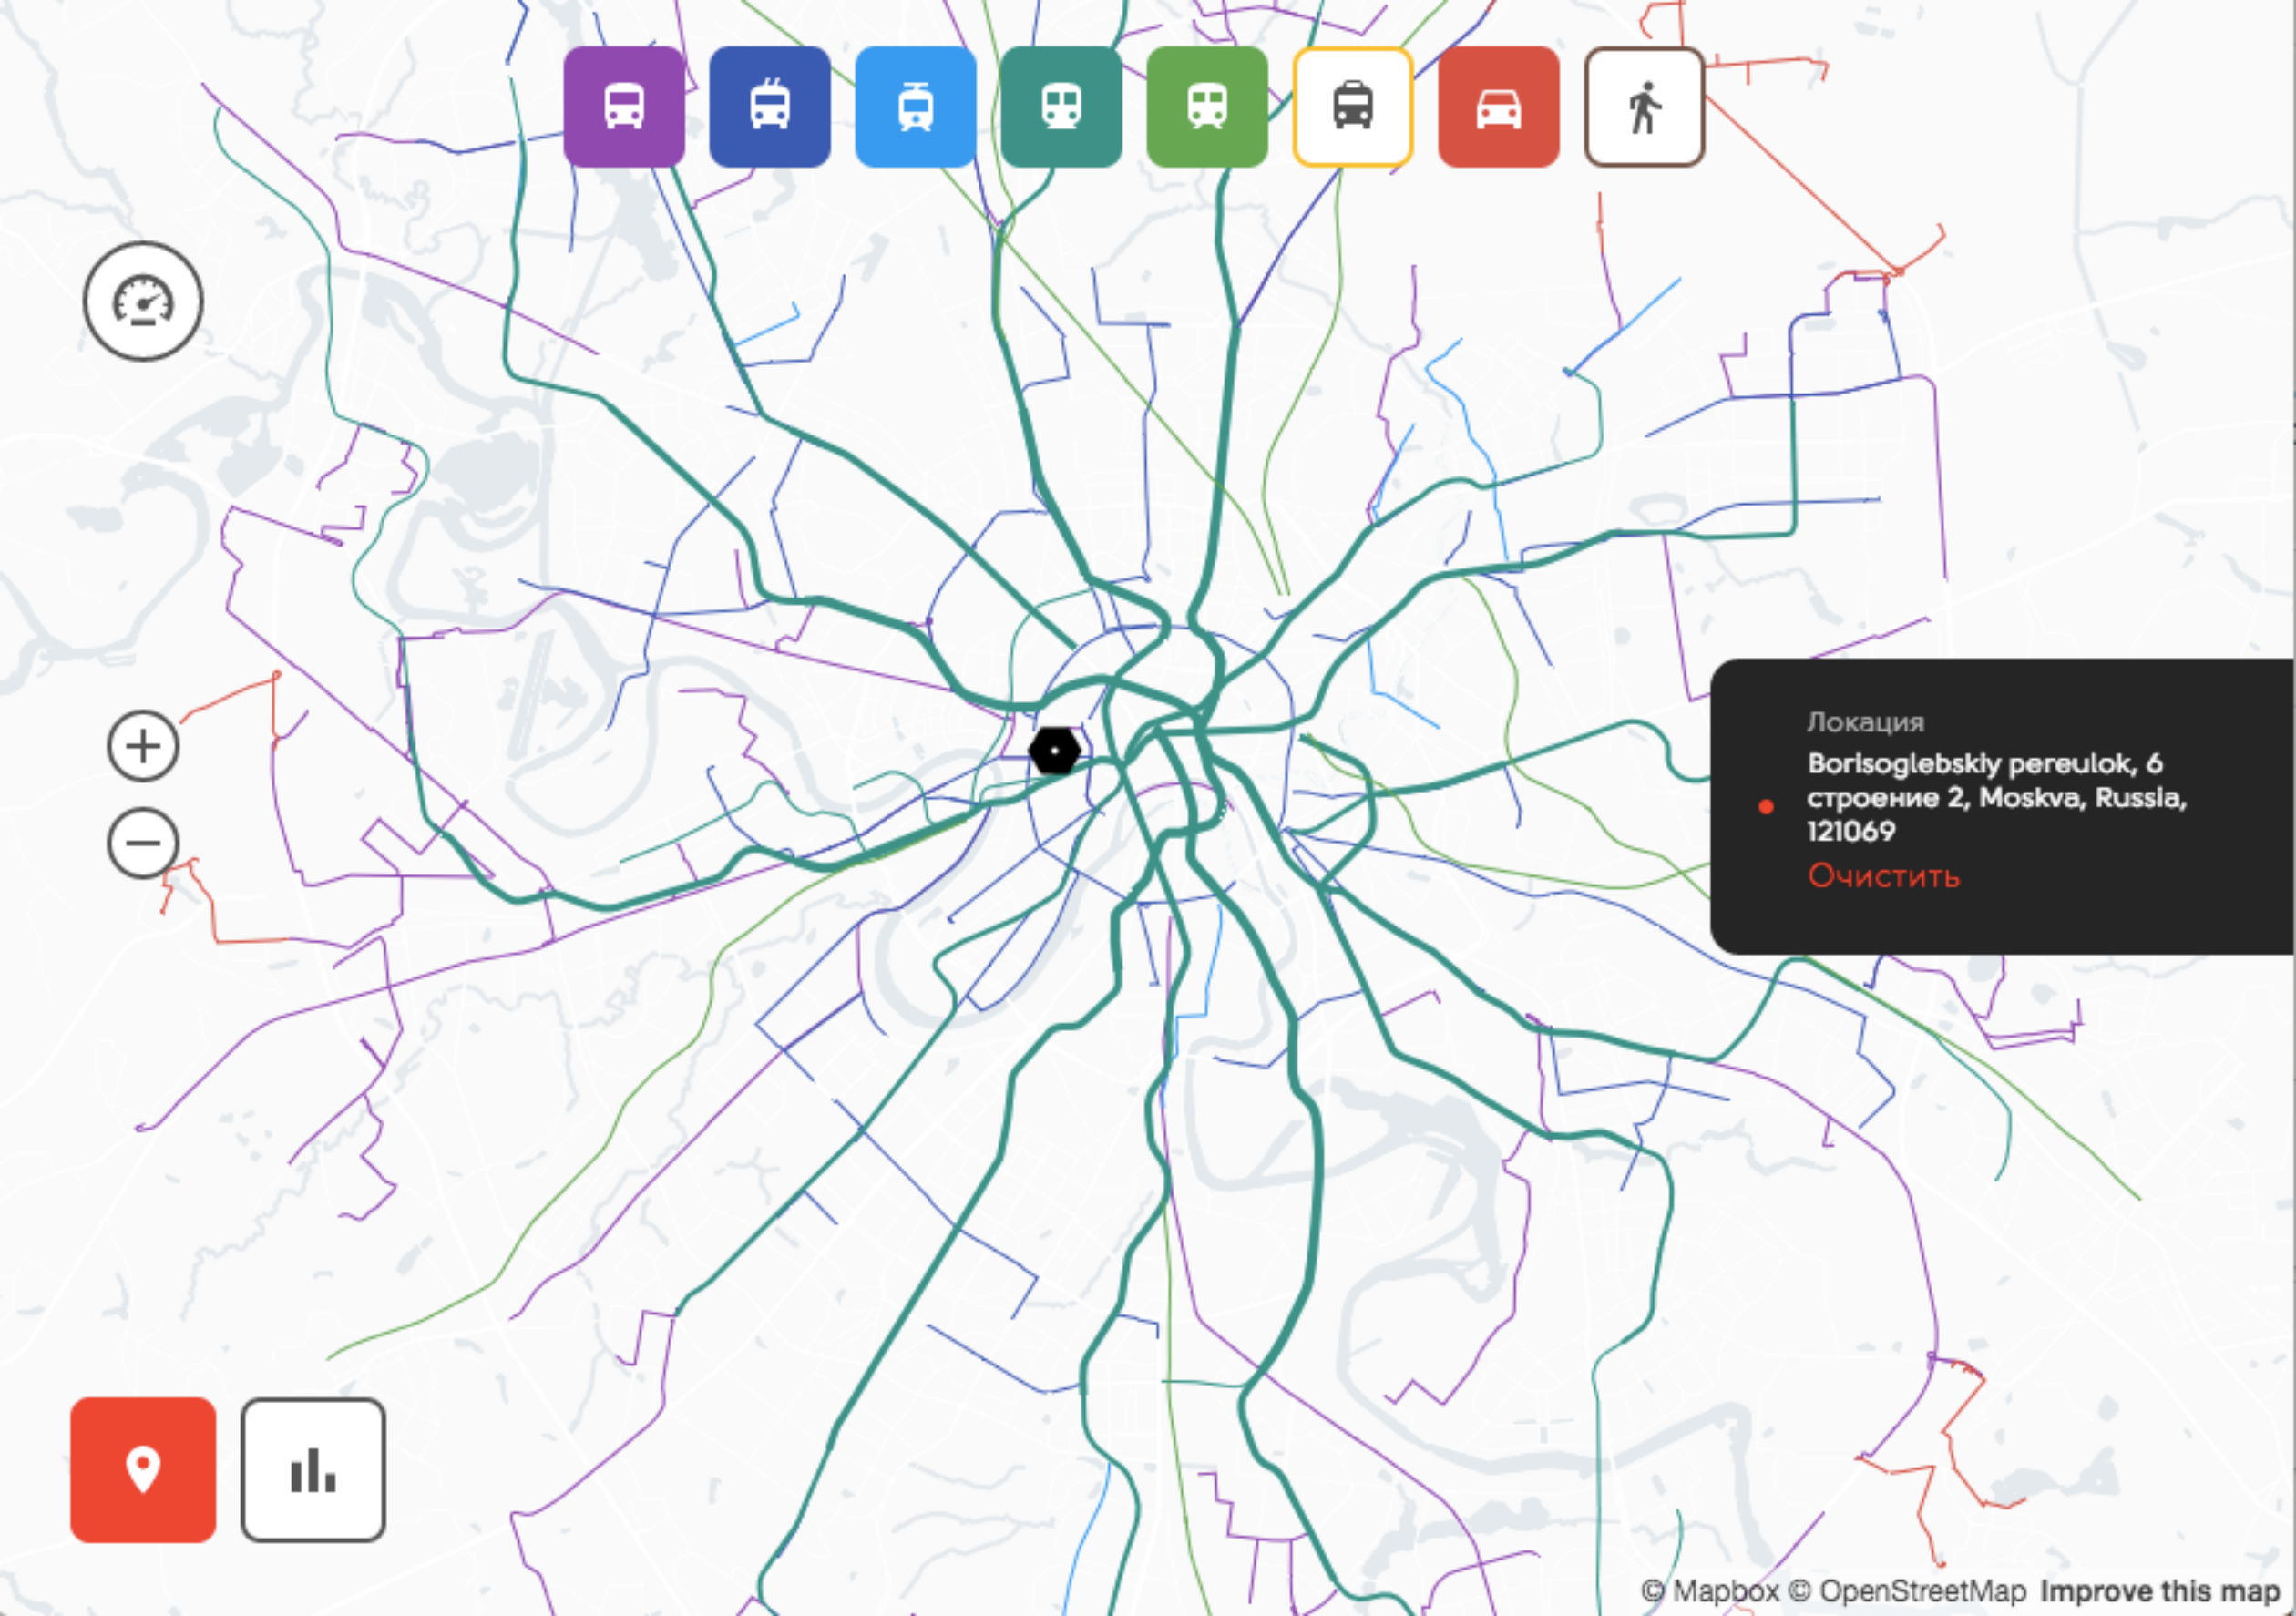 Локация
Borisoglebskiy pereulok, 6
строение 2, Moskva, Russia,
121069
Очистить
© Mapbox © OpenStreetMap Improve this map